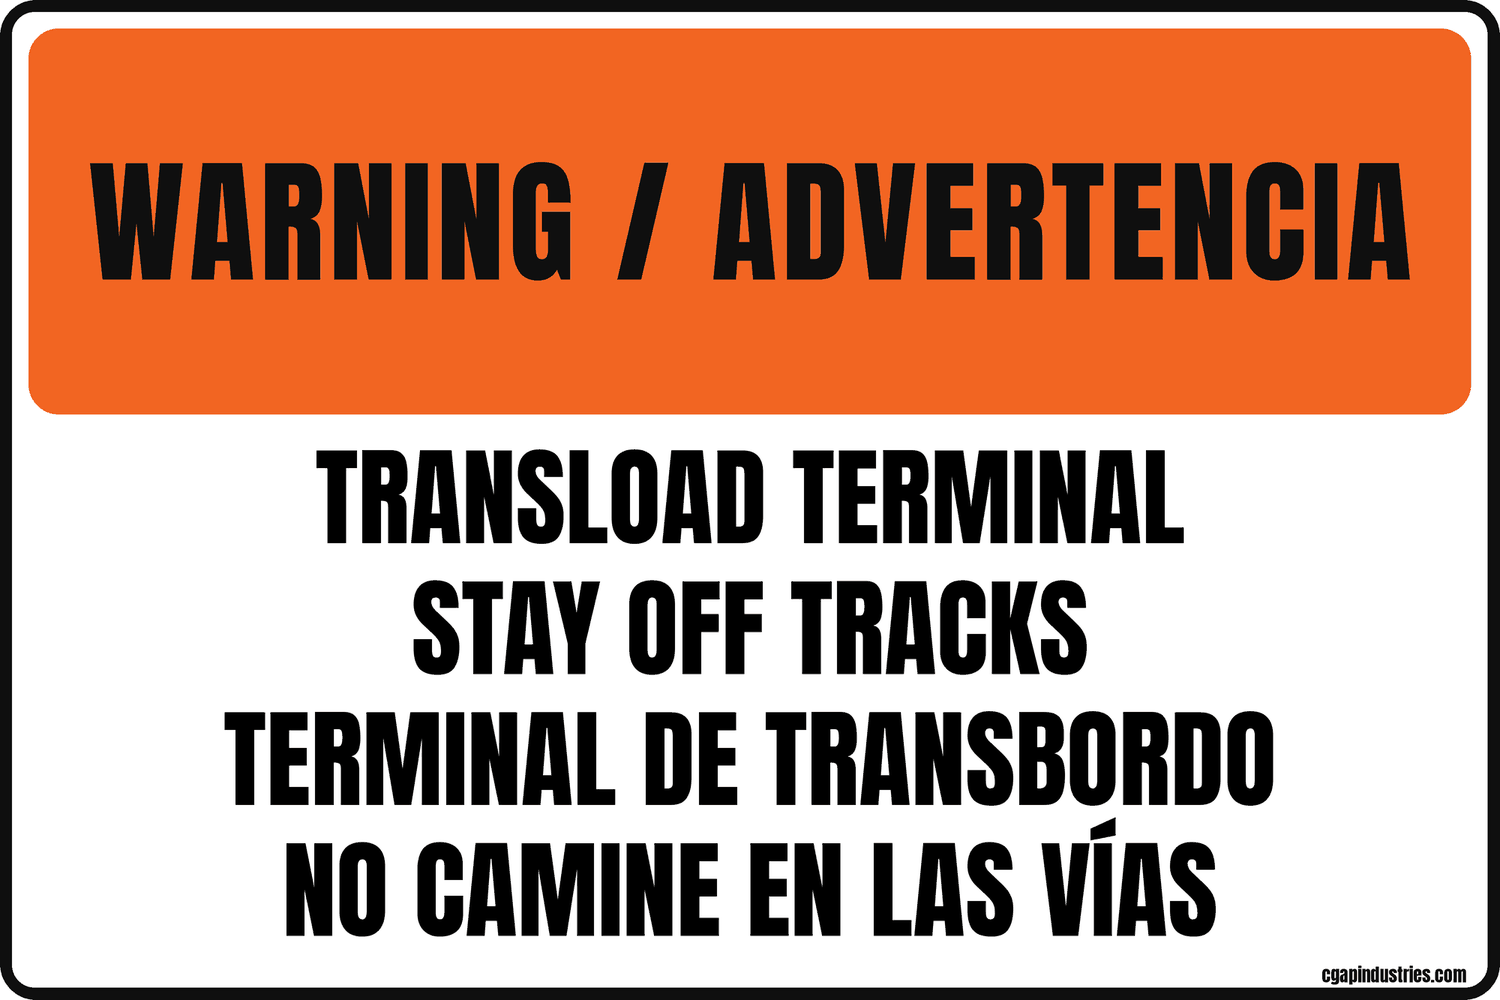 WARNING / ADVERTENCIA
TRANSLOAD TERMINAL
STAY OFF TRACKS
TERMINAL DE TRANSBORDO
NO CAMINE EN LAS VÍAS
cgapindustries.com